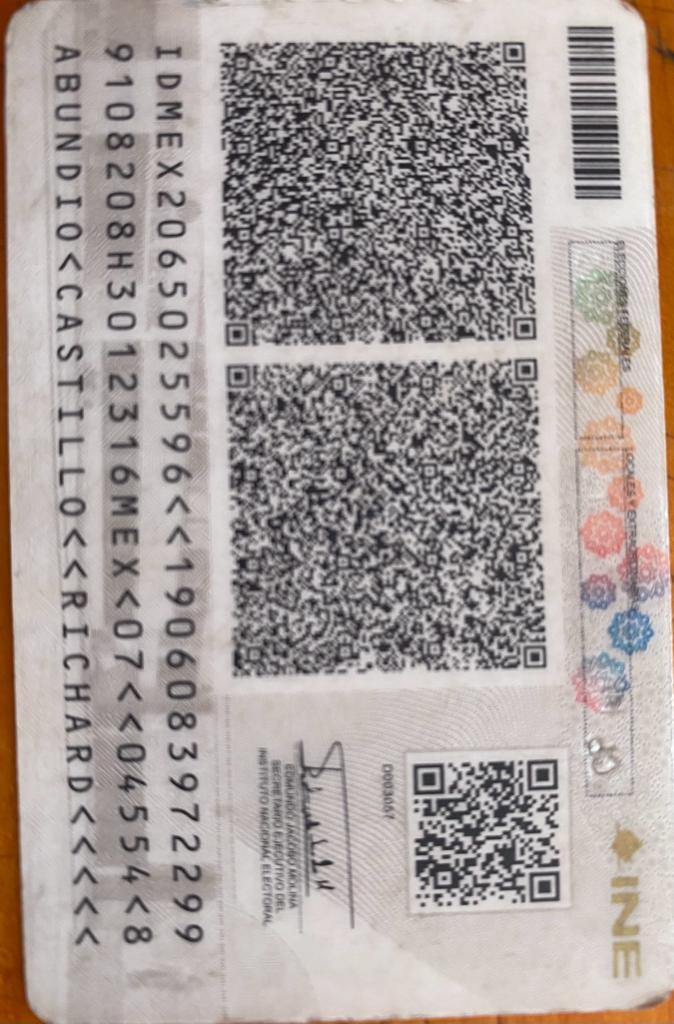 ELECCIONES FEDERALES
LOCALES Y EXTRAORDINARIAS
INE
D003057
EDMUNDO JACOBO MOLINA
SECRETARIO EJECUTIVO DEL
INSTITUTO NACIONAL ELECTORAL
IDMEX2065025596<<1906083972299
9108208H3012316MEX<07<<04554<8
ABUNDIO<CASTILLO<<RICHARD<<<<<